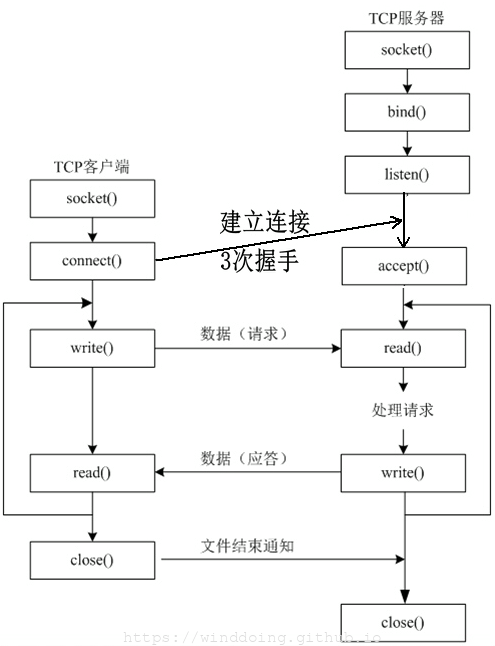 TCP服务器
socket()
bind()
listen()
TCP客户端
socket()
建立连接
3次握手
connect()
accept()
数据（请求）
write()
read()
处理请求
数据（应答）
read()
write()
文件结束通知
close()
close()
https://winddoing.github.io